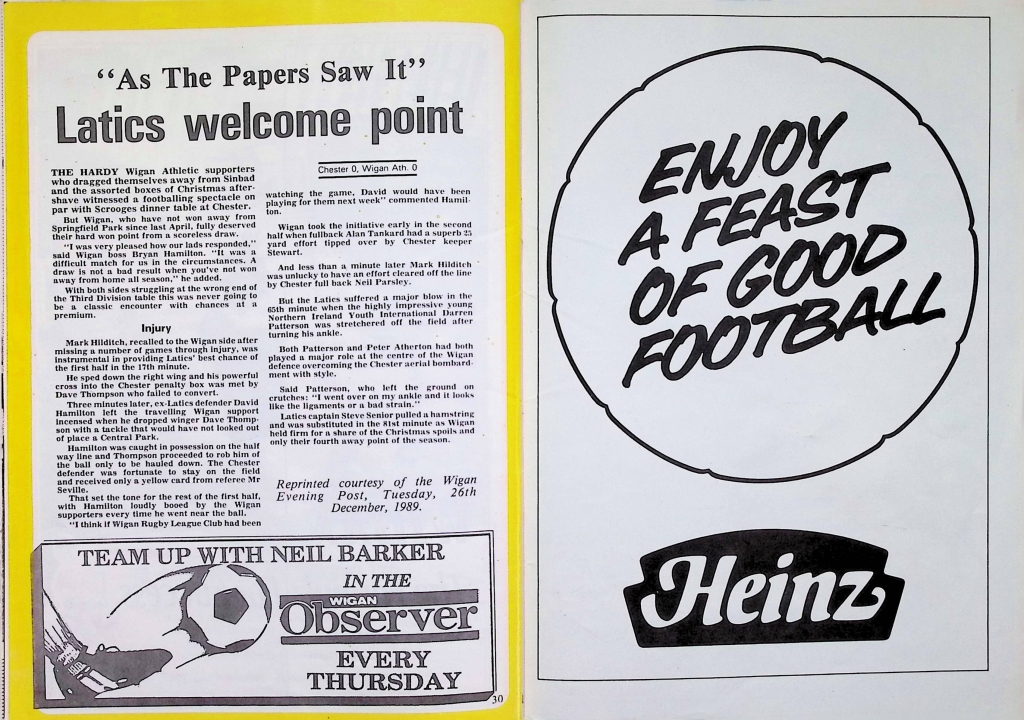 “As The Papers Saw It”
Latics welcome point
THE HARDY Wigan Athletic supporters
who dragged themselves away from Sinbad
and the assorted boxes of Christmas after-
shave witnessed a footballing spectacle on
par with Scrooges dinner table at Chester.
But Wigan, who have not won away from
Springfield Park since last April, fully deserved
their hard won point from a scoreless draw.
“I was very pleased how our lads responded,”
said Wigan boss Bryan Hamilton. “It was a
difficult match for us in the circumstances. A
draw is not a bad result when you've not won
away from home all season,” he added.
With both sides struggling at the wrong end of
the Third Division table this was never going to
be a classic encounter with chances at a
premium.
Injury
Mark Hilditch, recalled to the Wigan side after
missing a number of games through injury, was
instrumental in providing Latics' best chance of
the first half in the 17th minute.
He sped down the right wing and his powerful
cross into the Chester penalty box was met by
Dave Thompson who failed to convert.
Three minutes later, ex-Latics defender David
Hamilton left the travelling Wigan support
incensed when he dropped winger Dave Thomp-
son with a tackle that would have not looked out
of place a Central Park.
Hamilton was caught in possession on the half
way line and Thompson proceeded to rob him of
the ball only to be hauled down. The Chester
defender was fortunate to stay on the field
and received only a yellow card from referee Mr
Seville.
That set the tone for the rest of the first half,
with Hamilton loudly booed by the Wigan
supporters every time he went near the ball.
“I think if Wigan Rugby League Club had been
Chester 0, Wigan Ath. 0
watching the game, David would have been
playing for them next week” commented Hamil-
ton.
Wigan took the initiative early in the second
half when fullback Alan Tankard had a superb 25
yard effort tipped over by Chester keeper
Stewart.
And less than a minute later Mark Hilditch
was unlucky to have an effort cleared off the line
by Chester full back Neil Parsley.
But the Latics suffered a major blow in the
65th minute when the highly impressive young
Northern Ireland Youth International Darren
Patterson was stretchered off the field after
turning his ankle.
Both Patterson and Peter Atherton had both
played a major role at the centre of the Wigan
defence overcoming the Chester aerial bombard-
ment with style.
Said Patterson, who left the ground on
crutches: “I went over on my ankle and it looks
like the ligaments or a bad strain.”
Latics captain Steve Senior pulled a hamstring
and was substituted in the 81st minute as Wigan
held firm for a share of the Christmas spoils and
only their fourth away point of the season.
Reprinted courtesy of the Wigan
Evening Post, Tuesday, 26th
December, 1989.
TEAM UP WITH NEIL BARKER
IN THE
WIGAN
Observer
EVERY
THURSDAY
30
ENJOY
A FEAST
OF GOOD
FOOTBALL
Heinz